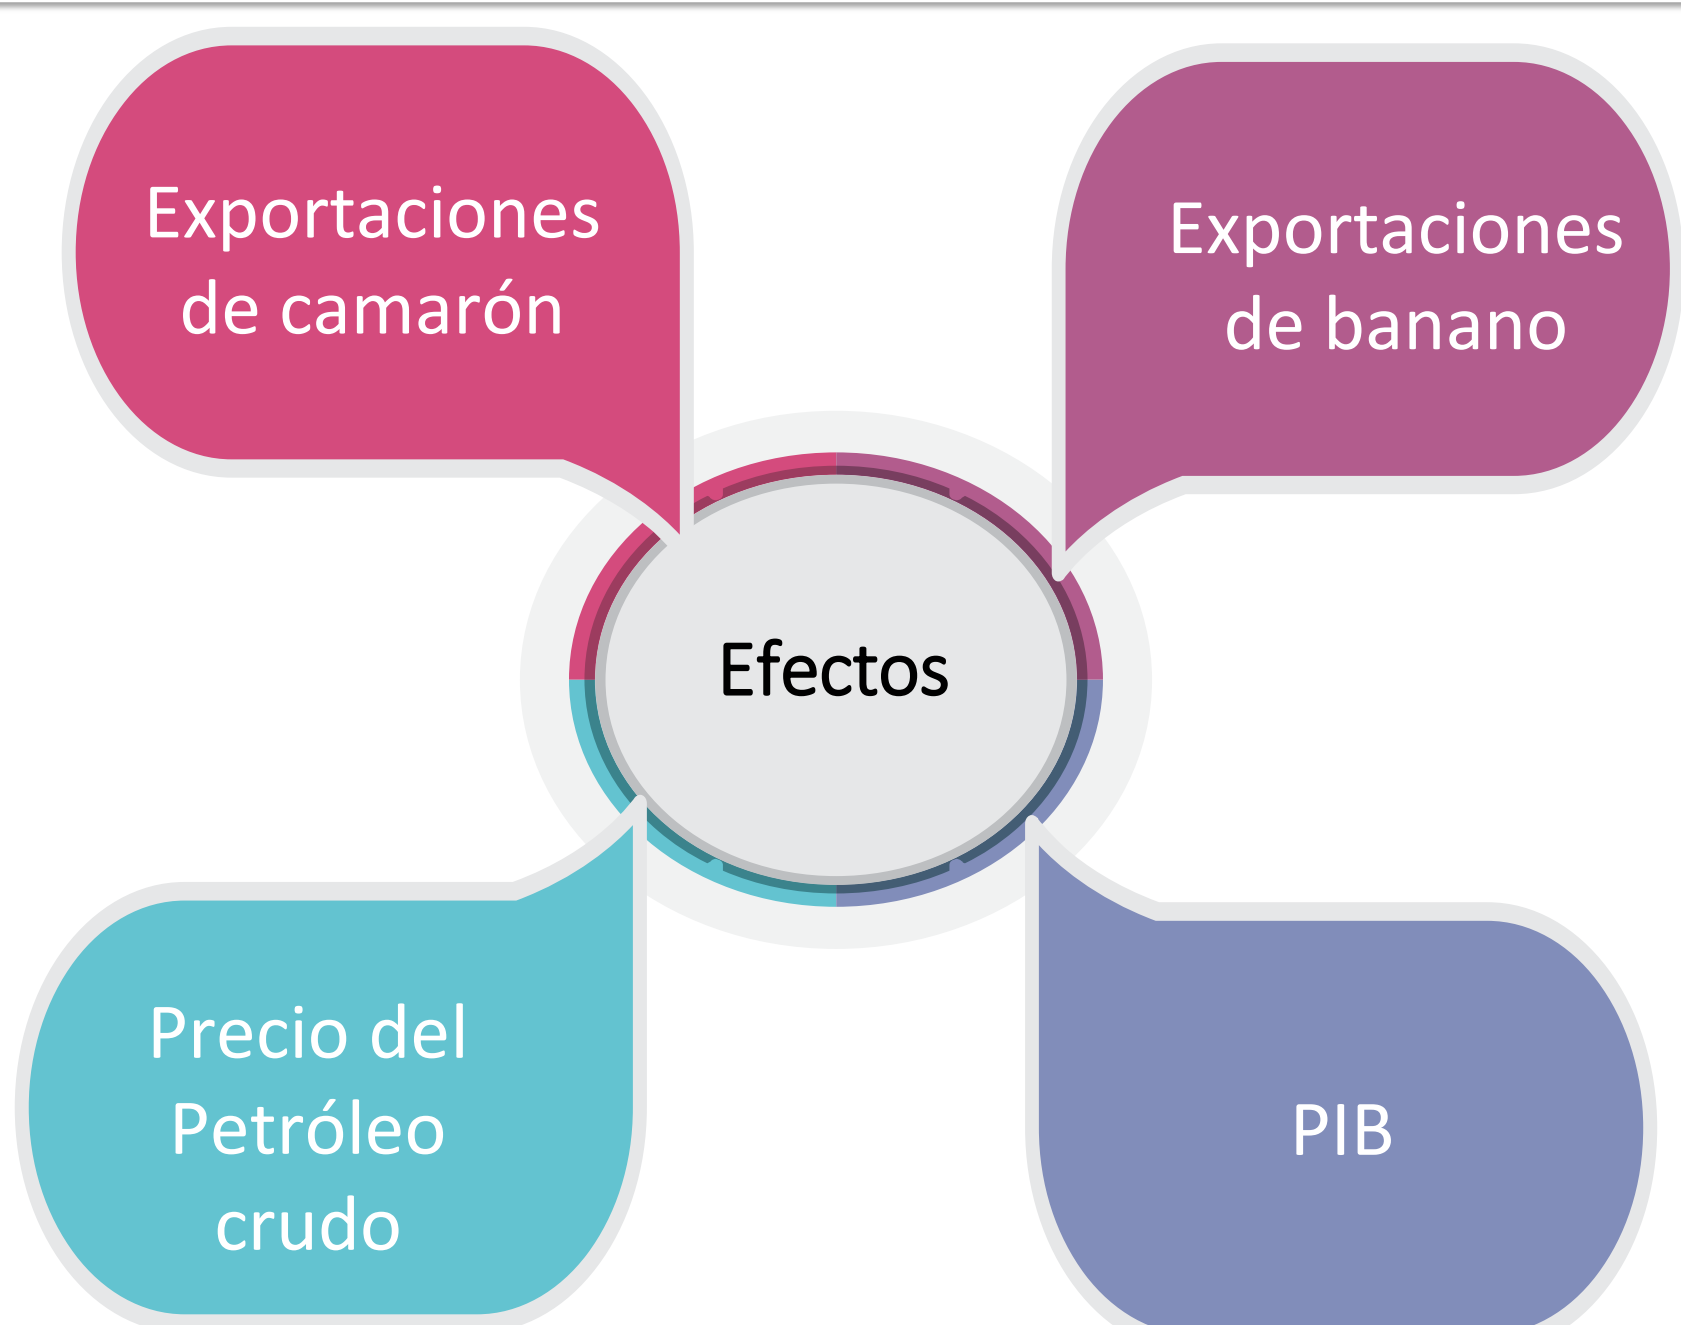 Exportaciones
de camarón
Exportaciones
de banano
Efectos
Precio del
Petróleo
crudo
PIB